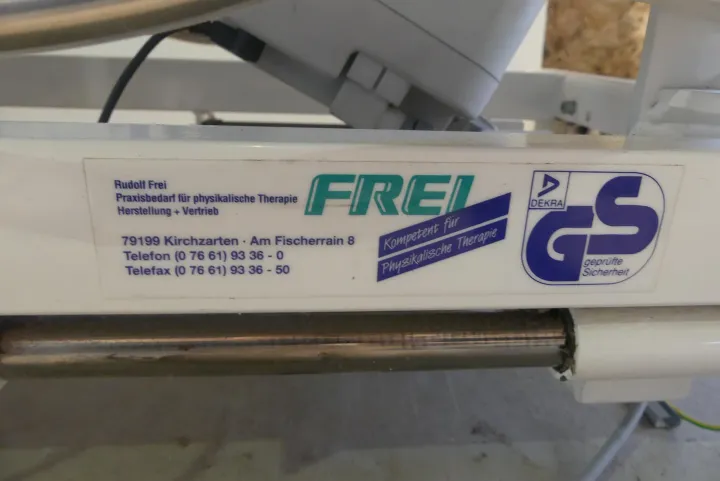 Rudolf Frei
Praxisbedarf für physikalische Therapie
Herstellung + Vertrieb
79199 Kirchzarten · Am Fischerrain 8
Telefon (0 76 61) 93 36 - 0
Telefax (0 76 61) 93 36 - 50
FREI
Kompetent für
Physikalische Therapie
DEKRA
GS
geprüfte
Sicherheit